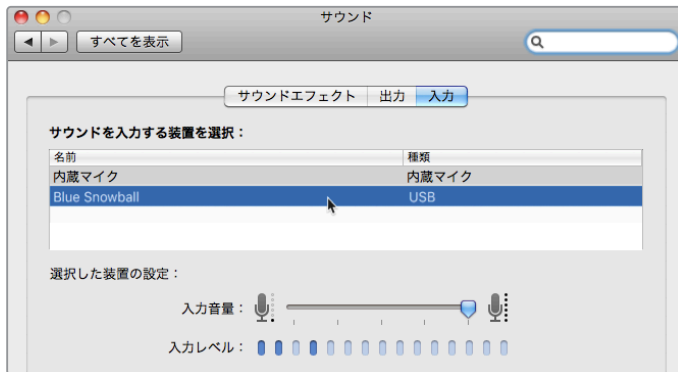 サウンド
すべてを表示
サウンドエフェクト 出力 入力
サウンドを入力する装置を選択：
名前 種類
内蔵マイク 内蔵マイク
Blue Snowball USB
選択した装置の設定：
入力音量：
入力レベル：